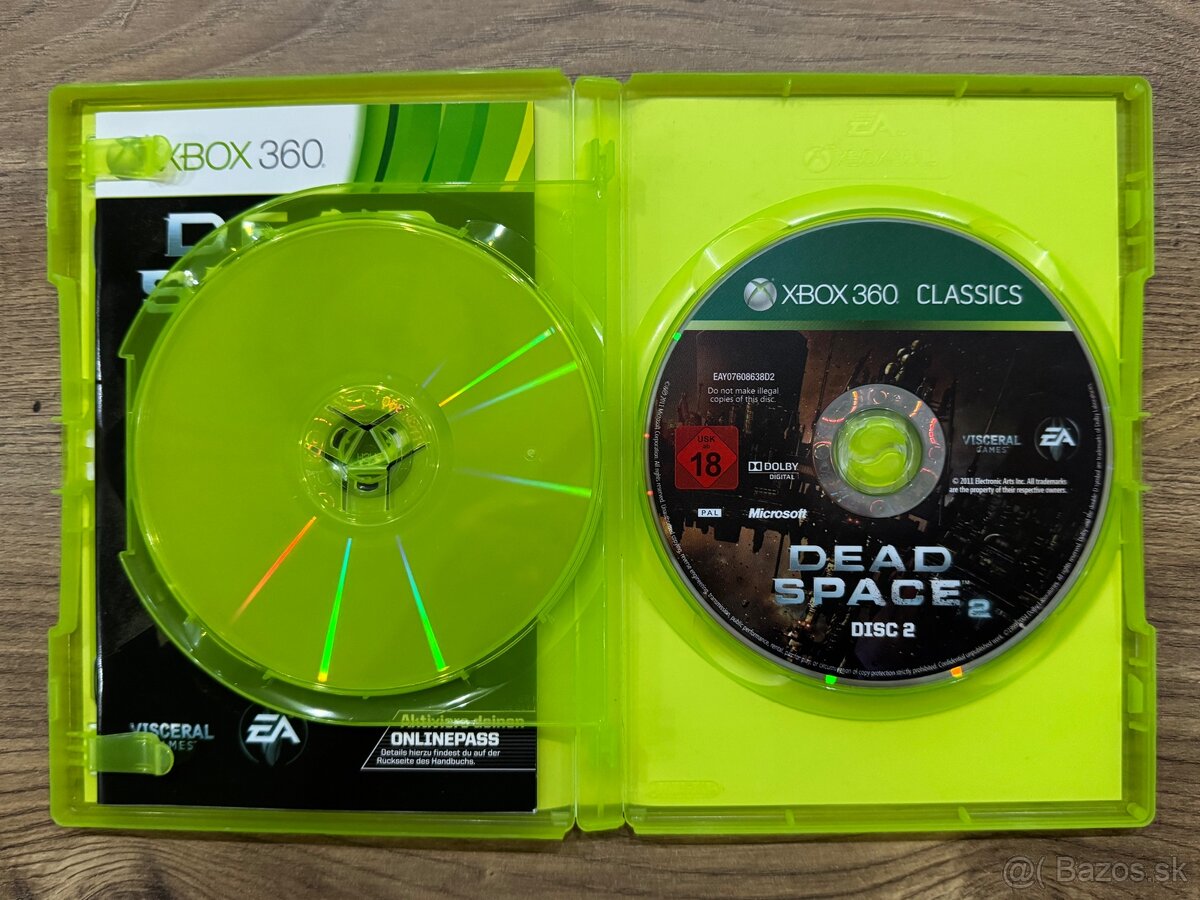 XBOX 360
D
VISCERAL
GAMES
EA
Aktiviere deinen
ONLINEPASS
Details hierzu findest du auf der
Rückseite des Handbuchs.
EA
XBOX 360 CLASSICS
EAY07608638D2
Do not make illegal
copies of this disc.
USK
ab
18
DOLBY
DIGITAL
PAL
Microsoft
VISCERAL
GAMES
EA
© 2011 Electronic Arts Inc. All trademarks
are the property of their respective owners.
DEAD
SPACE™ 2
DISC 2
@( Bazos.sk